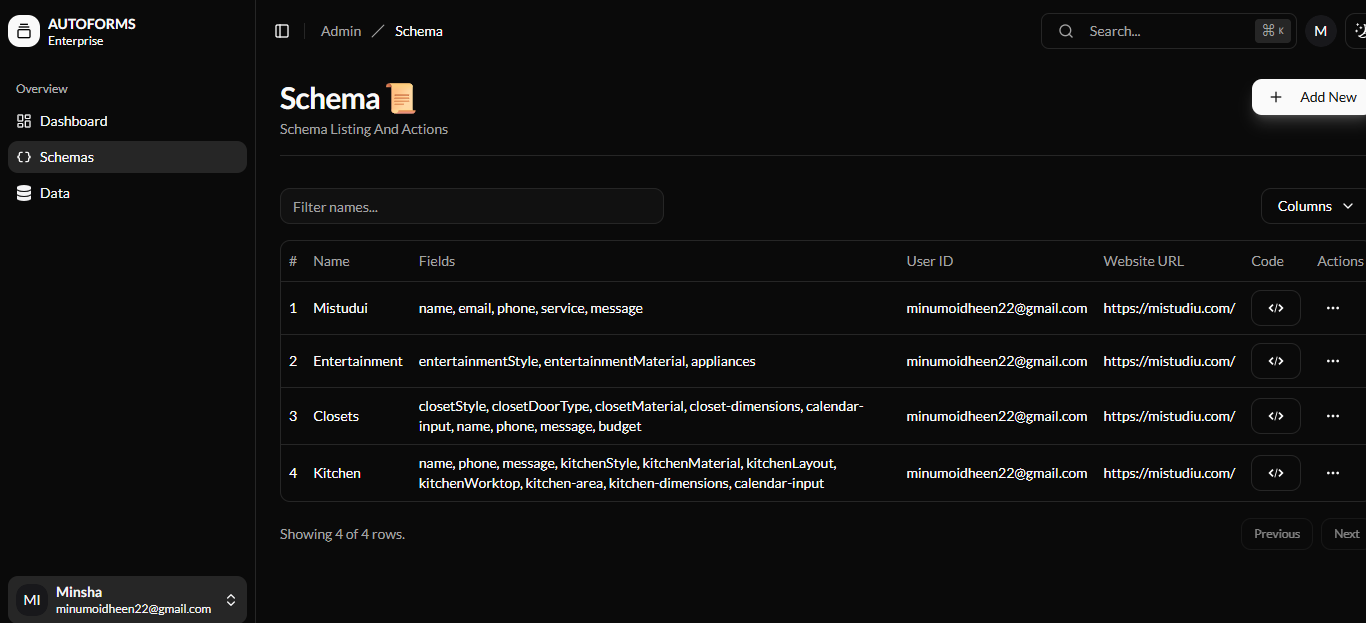 AUTOFORMS
Enterprise
Overview
Dashboard
Schemas
Data
Minsha
MI
minumoidheen22@gmail.com
Admin / Schema
Search...
⌘ K
M
Schema
Schema Listing And Actions
Add New
Filter names...
Columns
# Name Fields User ID Website URL Code Actions
1 Mistudui name, email, phone, service, message minumoidheen22@gmail.com https://mistudiu.com/ </>
2 Entertainment entertainmentStyle, entertainmentMaterial, appliances minumoidheen22@gmail.com https://mistudiu.com/ </>
3 Closets closetStyle, closetDoorType, closetMaterial, closet-dimensions, calendar-
input, name, phone, message, budget minumoidheen22@gmail.com https://mistudiu.com/ </>
4 Kitchen name, phone, message, kitchenStyle, kitchenMaterial, kitchenLayout,
kitchenWorktop, kitchen-area, kitchen-dimensions, calendar-input minumoidheen22@gmail.com https://mistudiu.com/ </>
Showing 4 of 4 rows.
Previous
Next